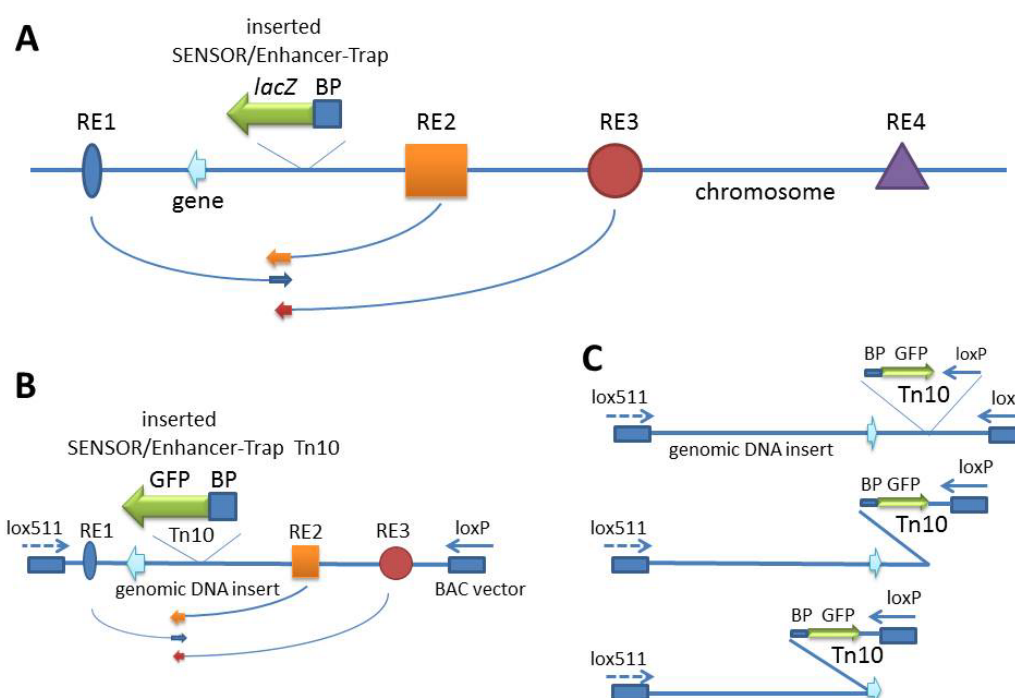 A
inserted
SENSOR/Enhancer-Trap
lacZ BP
RE1 RE2 RE3 RE4
gene
chromosome
B
inserted
SENSOR/Enhancer-Trap Tn10
GFP BP
lox511 RE1 Tn10 RE2 RE3 loxP
genomic DNA insert BAC vector
C
BP GFP loxP
Tn10
lox511 lox
genomic DNA insert
BP GFP loxP
Tn10
lox511
BP GFP loxP
Tn10
lox511